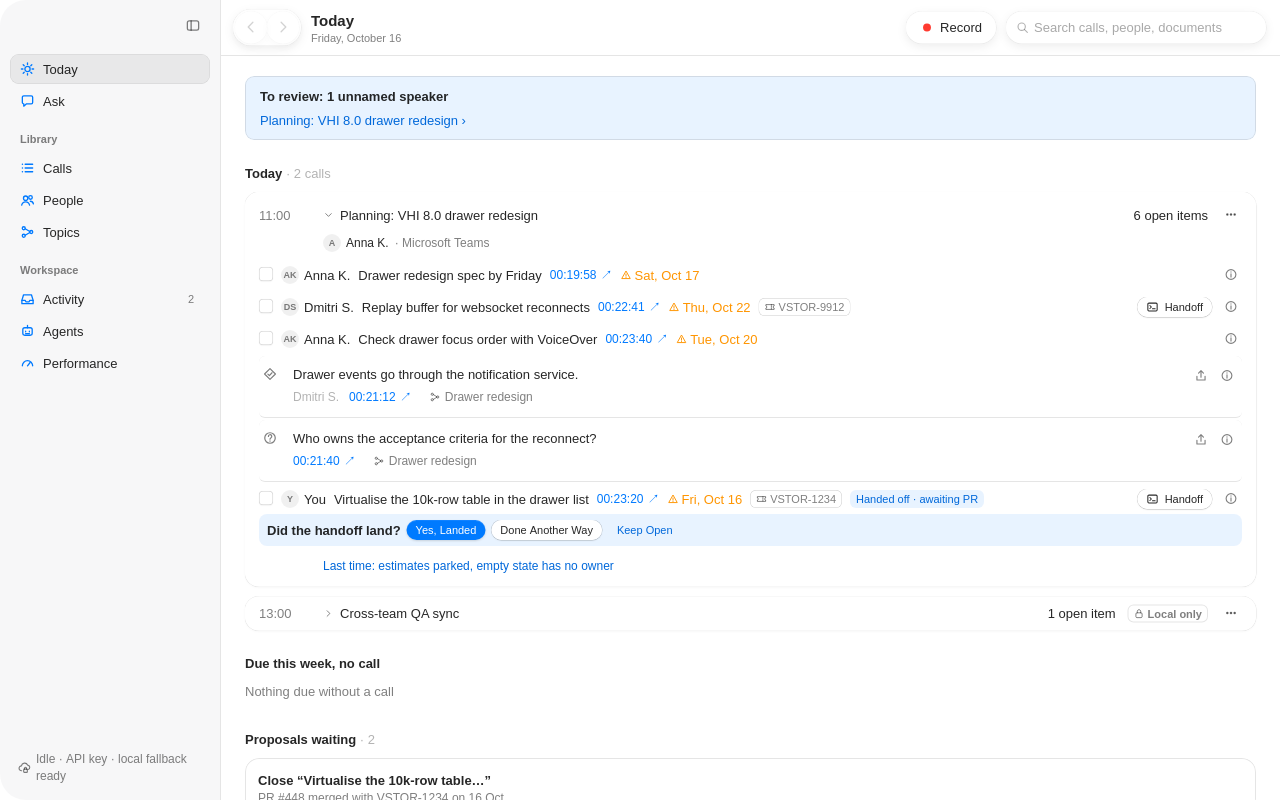 Today
Friday, October 16
Record
Search calls, people, documents
Today
Ask
Library
Calls
People
Topics
Workspace
Activity 2
Agents
Performance
Idle · API key · local fallback
ready
To review: 1 unnamed speaker
Planning: VHI 8.0 drawer redesign ›
Today · 2 calls
11:00 Planning: VHI 8.0 drawer redesign 6 open items
A Anna K. · Microsoft Teams
AK Anna K. Drawer redesign spec by Friday 00:19:58 Sat, Oct 17
DS Dmitri S. Replay buffer for websocket reconnects 00:22:41 Thu, Oct 22 VSTOR-9912 Handoff
AK Anna K. Check drawer focus order with VoiceOver 00:23:40 Tue, Oct 20
Drawer events go through the notification service.
Dmitri S. 00:21:12 Drawer redesign
Who owns the acceptance criteria for the reconnect?
00:21:40 Drawer redesign
Y You Virtualise the 10k-row table in the drawer list 00:23:20 Fri, Oct 16 VSTOR-1234 Handed off · awaiting PR Handoff
Did the handoff land? Yes, Landed Done Another Way Keep Open
Last time: estimates parked, empty state has no owner
13:00 Cross-team QA sync 1 open item Local only
Due this week, no call
Nothing due without a call
Proposals waiting · 2
Close “Virtualise the 10k-row table…”
PR #448 merged with VSTOR-1234 on 16 Oct